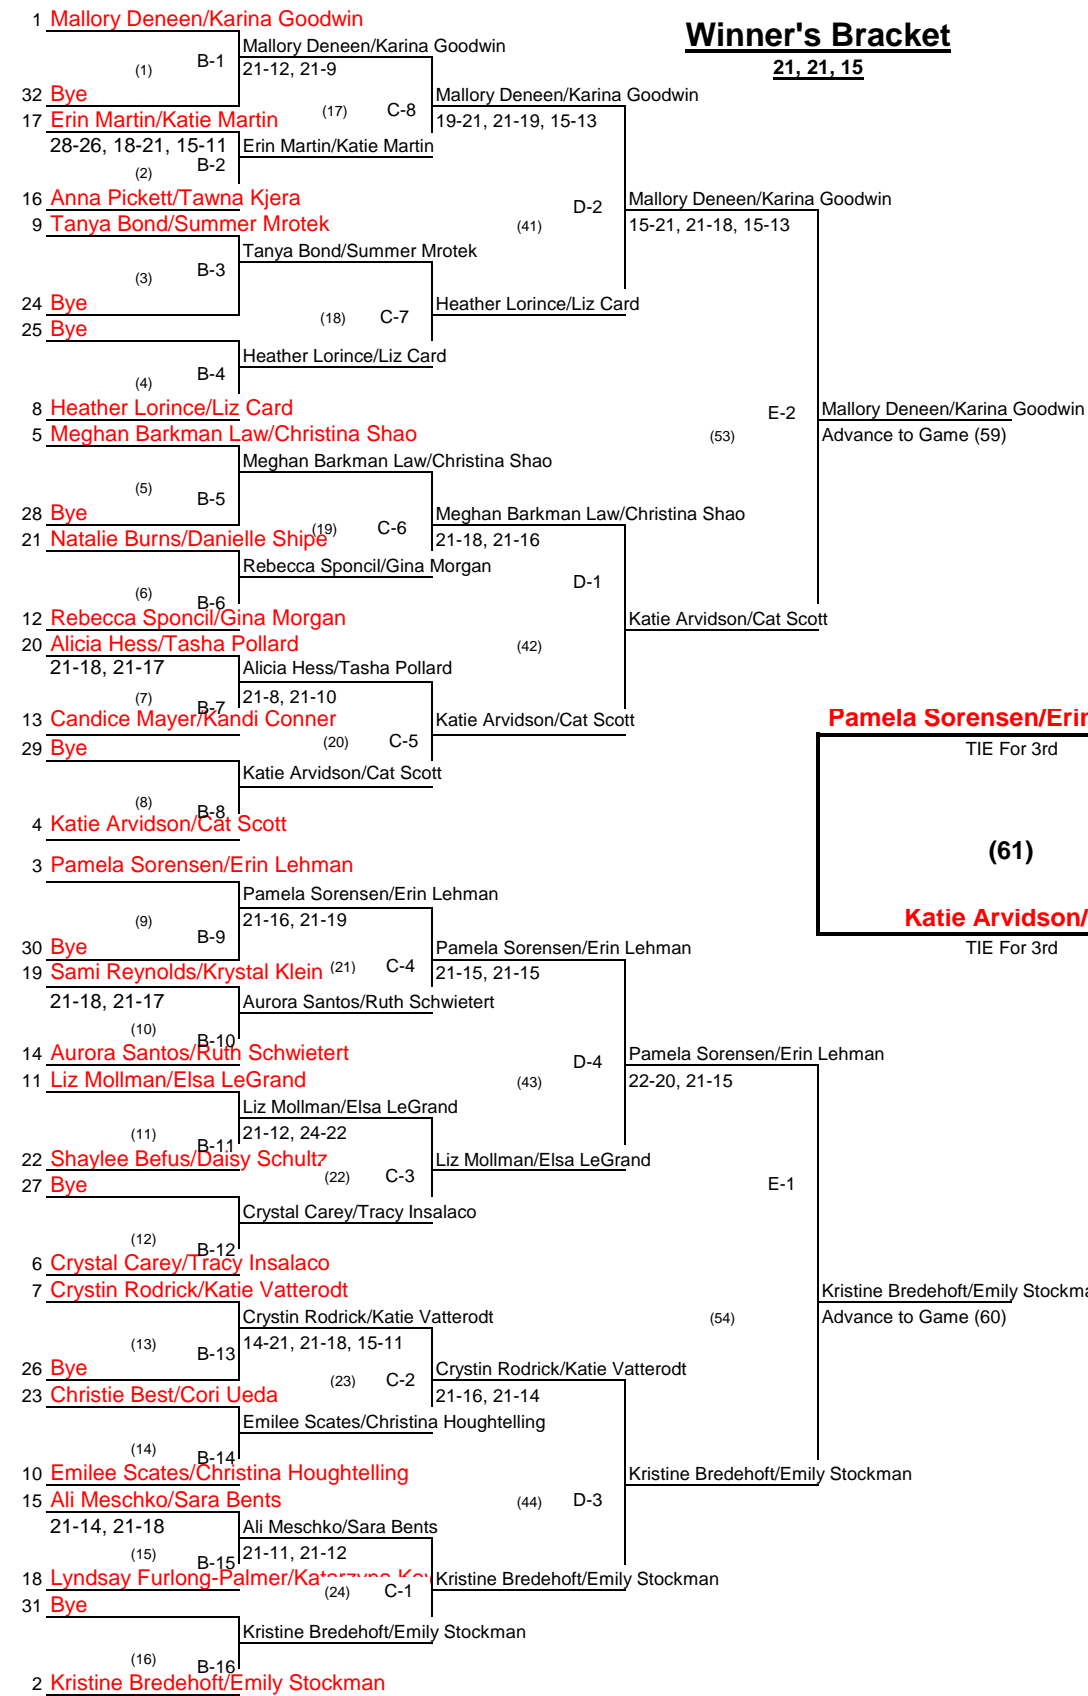 1 Mallory Deneen/Karina Goodwin
Winner's Bracket
21, 21, 15
Mallory Deneen/Karina Goodwin
(1) B-1 21-12, 21-9
32 Bye
Mallory Deneen/Karina Goodwin
(17) C-8 19-21, 21-19, 15-13
17 Erin Martin/Katie Martin
28-26, 18-21, 15-11
Erin Martin/Katie Martin
(2) B-2
16 Anna Pickett/Tawna Kjera
D-2 Mallory Deneen/Karina Goodwin
9 Tanya Bond/Summer Mrotek
(41) 15-21, 21-18, 15-13
Tanya Bond/Summer Mrotek
(3) B-3
24 Bye
Heather Lorince/Liz Card
(18) C-7
25 Bye
Heather Lorince/Liz Card
(4) B-4
8 Heather Lorince/Liz Card
E-2 Mallory Deneen/Karina Goodwin
5 Meghan Barkman Law/Christina Shao
(53) Advance to Game (59)
Meghan Barkman Law/Christina Shao
(5) B-5
28 Bye
Meghan Barkman Law/Christina Shao
(19) C-6 21-18, 21-16
21 Natalie Burns/Danielle Shipe
Rebecca Sponcil/Gina Morgan
D-1
(6) B-6
12 Rebecca Sponcil/Gina Morgan
Katie Arvidson/Cat Scott
20 Alicia Hess/Tasha Pollard
(42)
21-18, 21-17
Alicia Hess/Tasha Pollard
(7) B-7 21-8, 21-10
13 Candice Mayer/Kandi Conner
Katie Arvidson/Cat Scott
Pamela Sorensen/Erin
(20) C-5
TIE For 3rd
29 Bye
Katie Arvidson/Cat Scott
(8) B-8
4 Katie Arvidson/Cat Scott
(61)
3 Pamela Sorensen/Erin Lehman
Pamela Sorensen/Erin Lehman
(9) B-9 21-16, 21-19
Katie Arvidson/
30 Bye
Pamela Sorensen/Erin Lehman
TIE For 3rd
19 Sami Reynolds/Krystal Klein
(21) C-4 21-15, 21-15
21-18, 21-17
Aurora Santos/Ruth Schwietert
(10) B-10
14 Aurora Santos/Ruth Schwietert
D-4 Pamela Sorensen/Erin Lehman
11 Liz Mollman/Elsa LeGrand
(43) 22-20, 21-15
Liz Mollman/Elsa LeGrand
(11) B-11 21-12, 24-22
22 Shaylee Befus/Daisy Schultz
Liz Mollman/Elsa LeGrand
(22) C-3
27 Bye
E-1
Crystal Carey/Tracy Insalaco
(12) B-12
6 Crystal Carey/Tracy Insalaco
7 Crystin Rodrick/Katie Vatterodt
Kristine Bredehoft/Emily
Crystin Rodrick/Katie Vatterodt
(54) Advance to Game (60)
(13) B-13 14-21, 21-18, 15-11
26 Bye
Crystin Rodrick/Katie Vatterodt
(23) C-2 21-16, 21-14
23 Christie Best/Cori Ueda
Emilee Scates/Christina Houghtelling
(14) B-14
10 Emilee Scates/Christina Houghtelling
Kristine Bredehoft/Emily Stockman
15 Ali Meschko/Sara Bents
(44) D-3
21-14, 21-18
Ali Meschko/Sara Bents
(15) B-15 21-11, 21-12
18 Lyndsay Furlong-Palmer/
Kristine Bredehoft/Emily Stockman
(24) C-1
31 Bye
Kristine Bredehoft/Emily Stockman
(16) B-16
2 Kristine Bredehoft/Emily Stockman